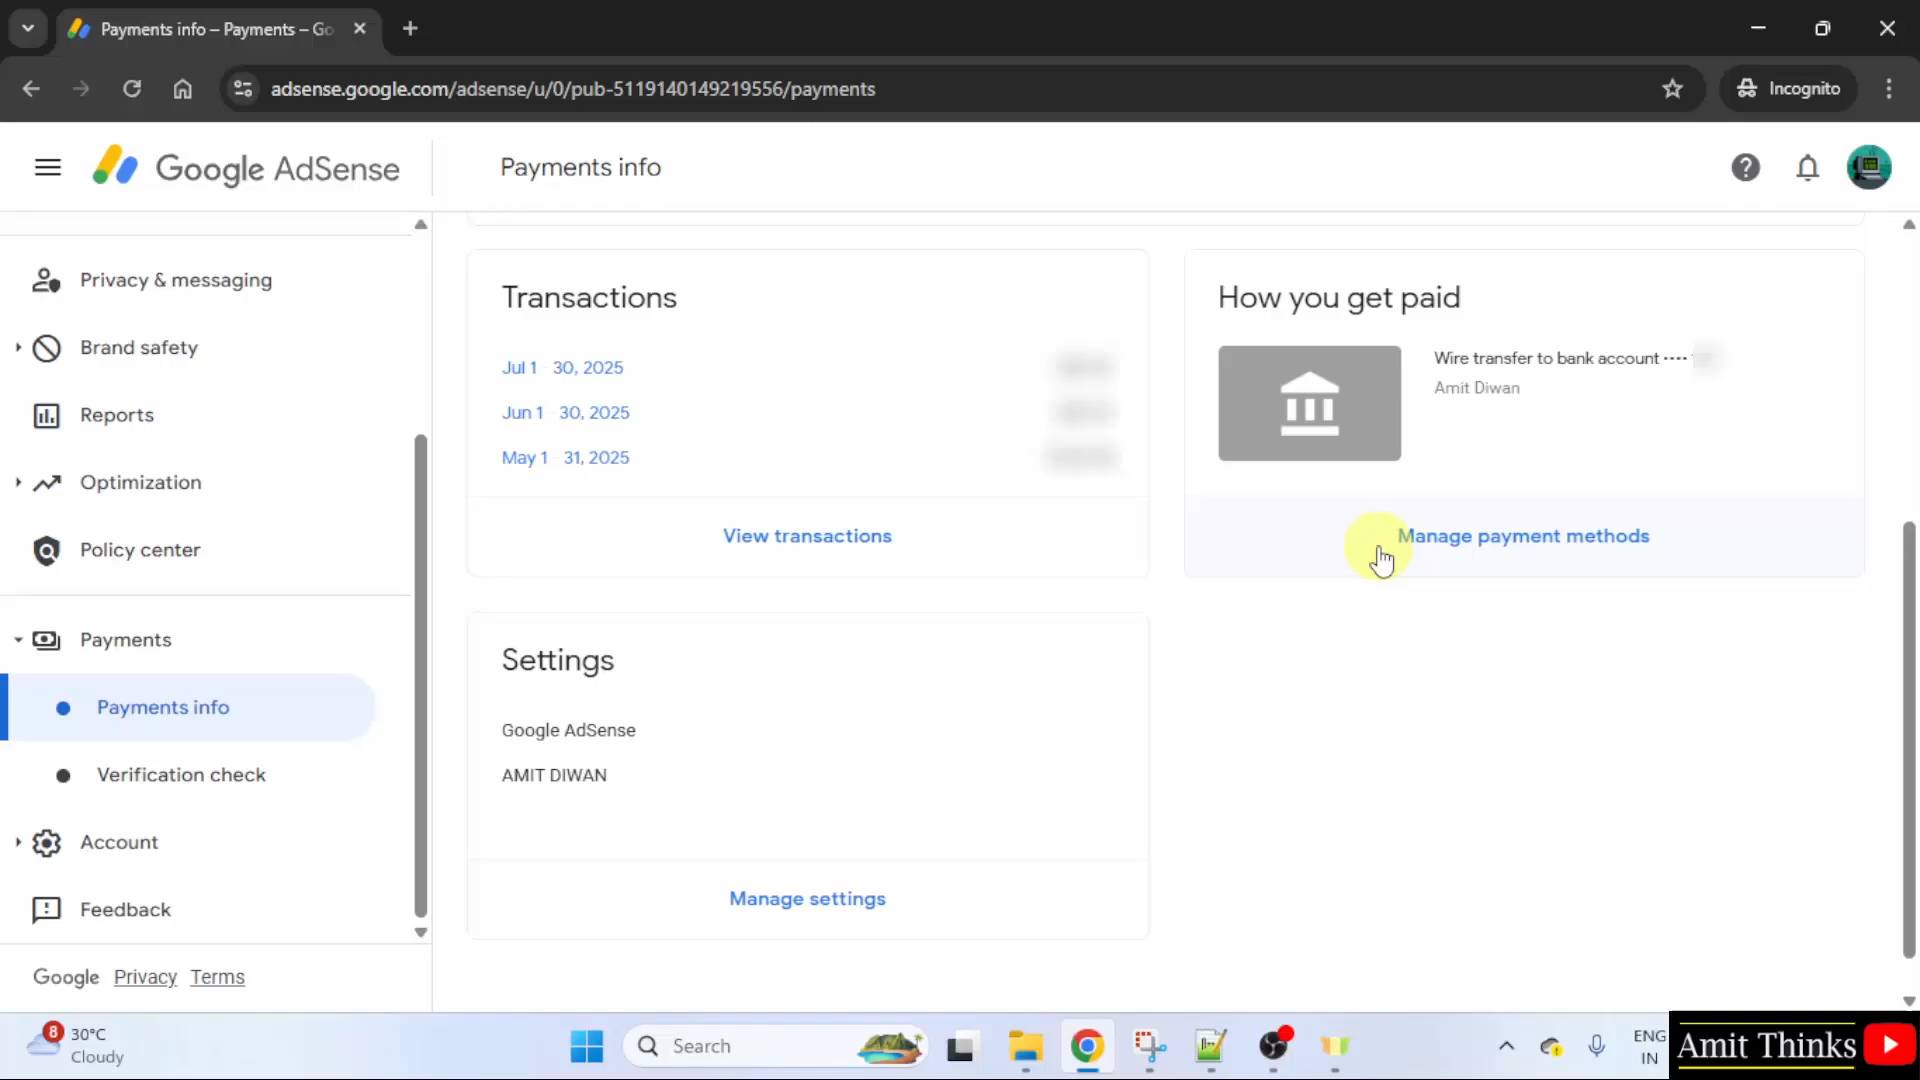 Payments info – Payments – Go
adsense.google.com/adsense/u/0/pub-5119140149219556/payments
Incognito
Google AdSense
Payments info
Privacy & messaging
Brand safety
Reports
Optimization
Policy center
Payments
Payments info
Verification check
Account
Feedback
Google Privacy Terms
Transactions
Jul 1 – 30, 2025
Jun 1 – 30, 2025
May 1 – 31, 2025
View transactions
How you get paid
Wire transfer to bank account ••••
Amit Diwan
Manage payment methods
Settings
Google AdSense
AMIT DIWAN
Manage settings
8
30°C
Cloudy
Search
ENG
IN
Amit Thinks